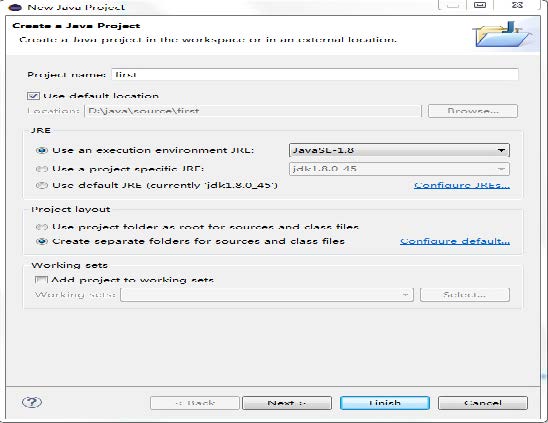 New Java Project
Create a Java Project
Create a Java project in the workspace or in an external location.
Project name: first
Use default location
Location: D:\java\source\first Browse...
JRE
Use an execution environment JRE: JavaSE-1.8
Use a project specific JRE: jdk1.8.0_45
Use default JRE (currently 'jdk1.8.0_45') Configure JREs...
Project layout
Use project folder as root for sources and class files
Create separate folders for sources and class files Configure default...
Working sets
Add project to working sets
Working sets: Select...
? < Back Next > Finish Cancel